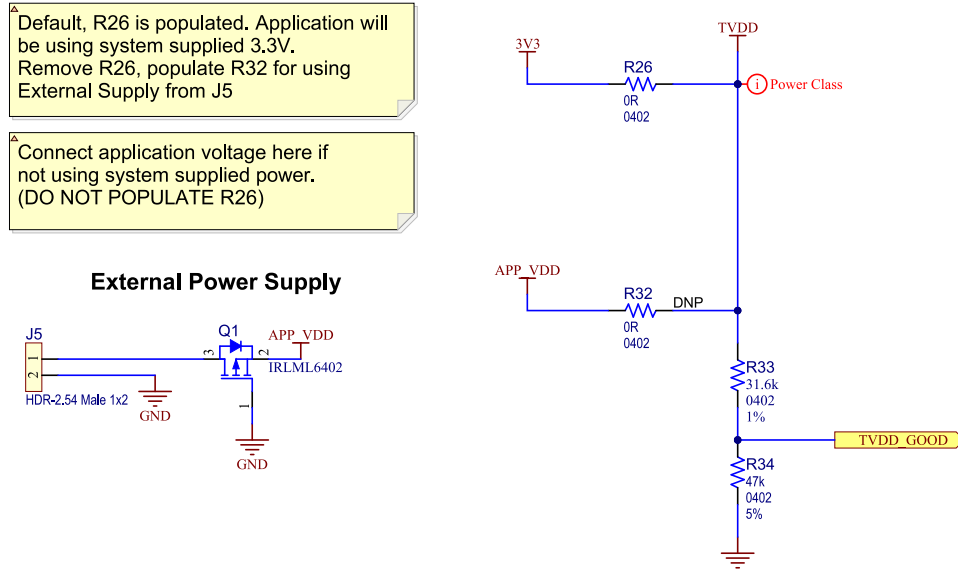 Default, R26 is populated. Application will
be using system supplied 3.3V.
Remove R26, populate R32 for using
External Supply from J5
Connect application voltage here if
not using system supplied power.
(DO NOT POPULATE R26)
External Power Supply
J5
1
2
HDR-2.54 Male 1x2
GND
Q1
3
2
1
IRLML6402
APP_VDD
GND
3V3
TVDD
R26
0R
0402
i Power Class
APP_VDD
R32
DNP
0R
0402
R33
31.6k
0402
1%
TVDD_GOOD
R34
47k
0402
5%